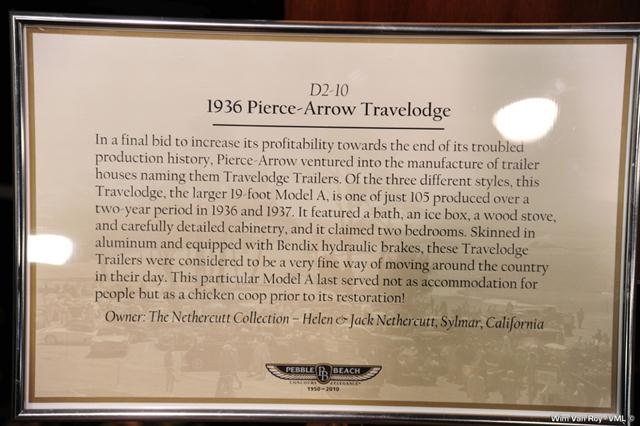 D2-10
1936 Pierce-Arrow Travelodge
In a final bid to increase its profitability towards the end of its troubled
production history, Pierce-Arrow ventured into the manufacture of trailer
houses naming them Travelodge Trailers. Of the three different styles, this
Travelodge, the larger 19-foot Model A, is one of just 105 produced over a
two-year period in 1936 and 1937. It featured a bath, an ice box, a wood stove,
and carefully detailed cabinetry, and it claimed two bedrooms. Skinned in
aluminum and equipped with Bendix hydraulic brakes, these Travelodge
Trailers were considered to be a very fine way of moving around the country
in their day. This particular Model A last served not as accommodation for
people but as a chicken coop prior to its restoration!
Owner: The Nethercutt Collection – Helen & Jack Nethercutt, Sylmar, California
PEBBLE BEACH
CONCOURS D'ELEGANCE
1950–2010
Wim Van Roy - VML ©